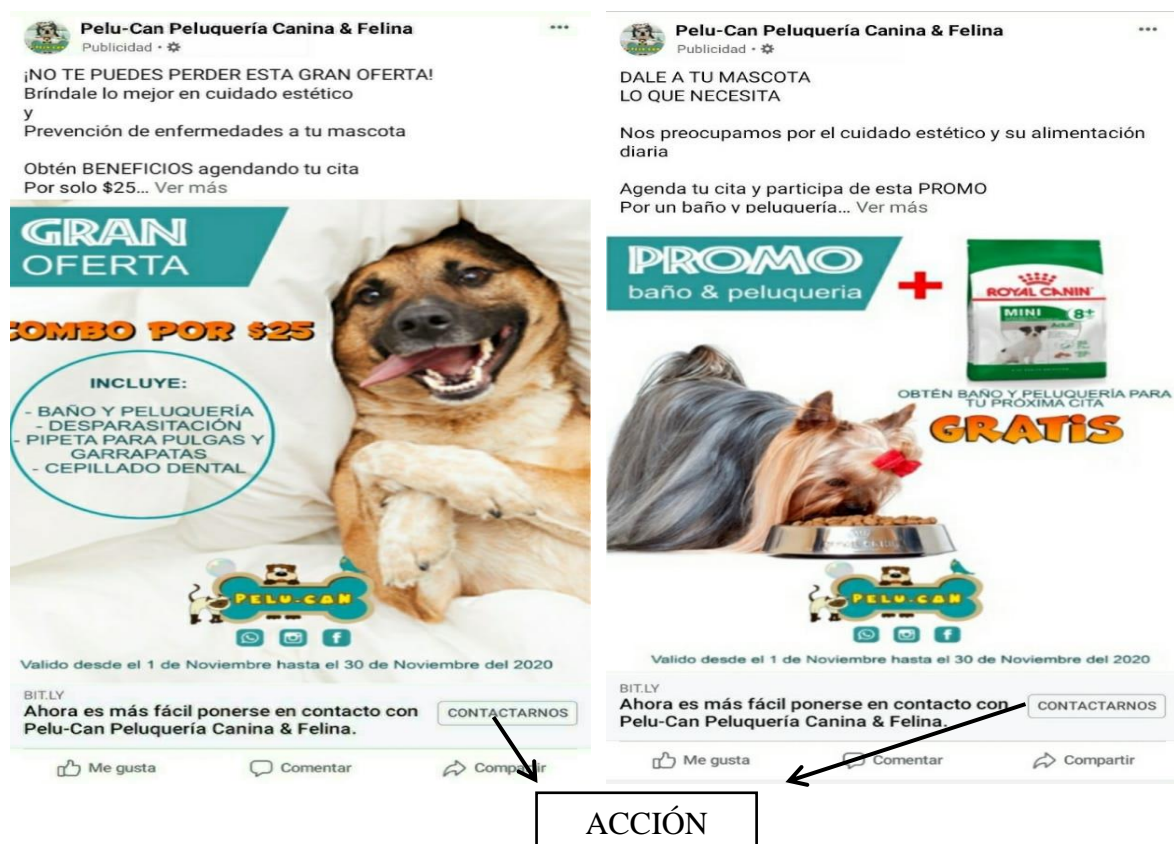 Pelu-Can Peluquería Canina & Felina
Publicidad
¡NO TE PUEDES PERDER ESTA GRAN OFERTA!
Bríndale lo mejor en cuidado estético
y
Prevención de enfermedades a tu mascota
Obtén BENEFICIOS agendando tu cita
Por solo $25... Ver más
GRAN
OFERTA
COMBO POR $25
INCLUYE:
- BAÑO Y PELUQUERÍA
- DESPARASITACIÓN
- PIPETA PARA PULGAS Y
GARRAPATAS
- CEPILLADO DENTAL
PELU-CAN
Valido desde el 1 de Noviembre hasta el 30 de Noviembre del 2020
BIT.LY
Ahora es más fácil ponerse en contacto con
Pelu-Can Peluquería Canina & Felina.
CONTACTARNOS
Me gusta
Comentar
Compartir
Pelu-Can Peluquería Canina & Felina
Publicidad
DALE A TU MASCOTA
LO QUE NECESITA
Nos preocupamos por el cuidado estético y su alimentación
diaria
Agenda tu cita y participa de esta PROMO
Por un baño y peluquería... Ver más
PROMO
baño & peluqueria
+
ROYAL CANIN
MINI
Adult
8+
OBTÉN BAÑO Y PELUQUERÍA PARA
TU PROXIMA CITA
GRATiS
PELU-CAN
Valido desde el 1 de Noviembre hasta el 30 de Noviembre del 2020
BIT.LY
Ahora es más fácil ponerse en contacto con
Pelu-Can Peluquería Canina & Felina.
CONTACTARNOS
Me gusta
Comentar
Compartir
ACCIÓN